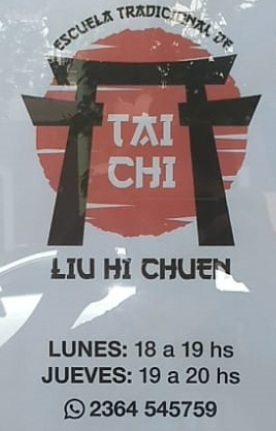 ESCUELA TRADICIONAL DE
TAI
CHI
LIU HI CHUEN
LUNES: 18 a 19 hs
JUEVES: 19 a 20 hs
2364 545759